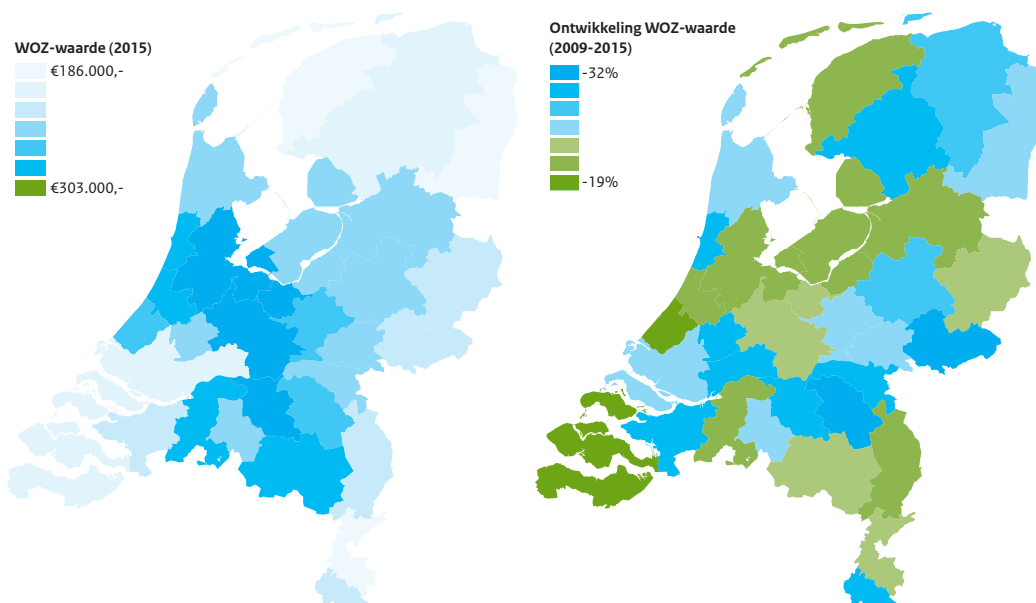 WOZ-waarde (2015)
€186.000,-
€303.000,-
Ontwikkeling WOZ-waarde
(2009-2015)
-32%
-19%